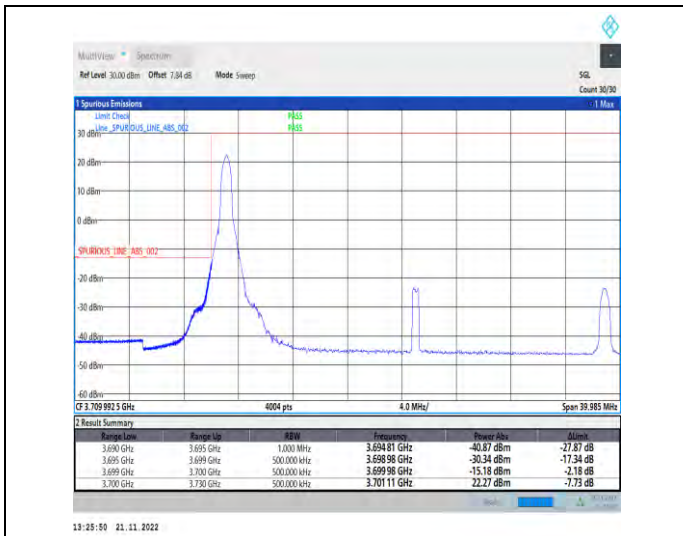 MultiView Spectrum
Ref Level 30.00 dBm Offset 7.84 dB Mode Sweep SGL
Count 30/30
1 Spurious Emissions 1 Max
Limit Check PASS
Line _SPURIOUS_LINE_ABS_002 PASS
30 dBm
20 dBm
10 dBm
0 dBm
_SPURIOUS_LINE_ABS_002
-20 dBm
-30 dBm
-40 dBm
-50 dBm
-60 dBm
CF 3.709 992 5 GHz 4004 pts 4.0 MHz/ Span 39.985 MHz
2 Result Summary
Range Low Range Up RBW Frequency Power Abs ΔLimit
3.690 GHz 3.695 GHz 1.000 MHz 3.694 81 GHz -40.87 dBm -27.87 dB
3.695 GHz 3.699 GHz 500.000 kHz 3.698 98 GHz -30.34 dBm -17.34 dB
3.699 GHz 3.700 GHz 500.000 kHz 3.699 98 GHz -15.18 dBm -2.18 dB
3.700 GHz 3.730 GHz 500.000 kHz 3.701 11 GHz 22.27 dBm -7.73 dB
13:25:50 21.11.2022